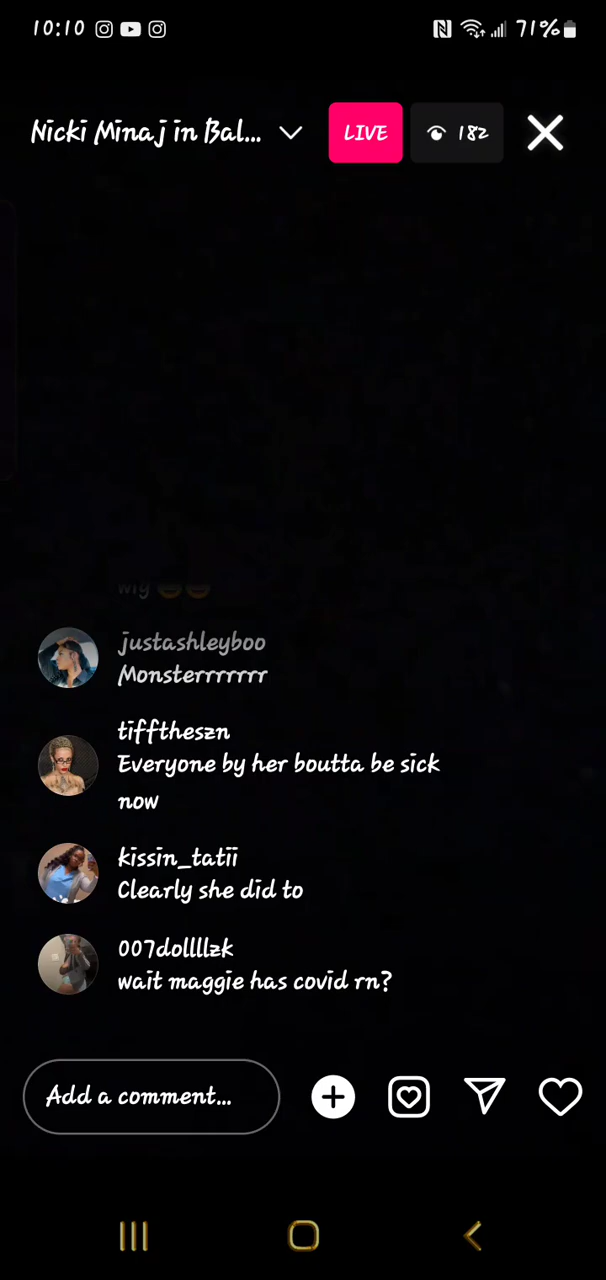 10:10 71%
Nicki Minaj in Bal... LIVE 182
wig
justashleyboo
Monsterrrrrrr
tifftheszn
Everyone by her boutta be sick
now
kissin_tatii
Clearly she did to
007dollllzk
wait maggie has covid rn?
Add a comment...